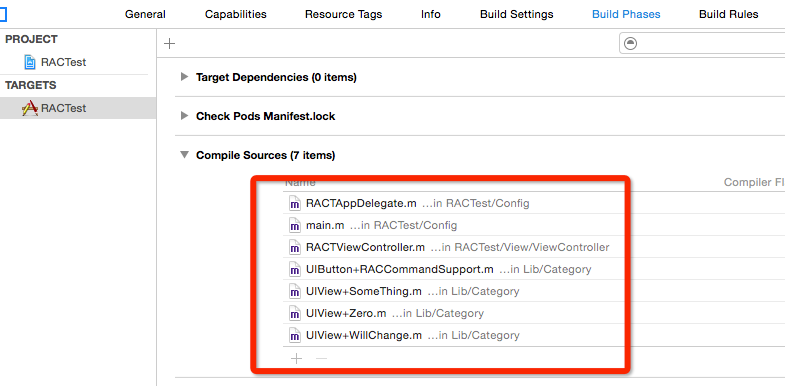 General Capabilities Resource Tags Info Build Settings Build Phases Build Rules
PROJECT
RACTest
TARGETS
RACTest
Target Dependencies (0 items)
Check Pods Manifest.lock
Compile Sources (7 items)
Name Compiler Fl
RACTAppDelegate.m ...in RACTest/Config
main.m ...in RACTest/Config
RACTViewController.m ...in RACTest/View/ViewController
UIButton+RACCommandSupport.m ...in Lib/Category
UIView+SomeThing.m ...in Lib/Category
UIView+Zero.m ...in Lib/Category
UIView+WillChange.m ...in Lib/Category